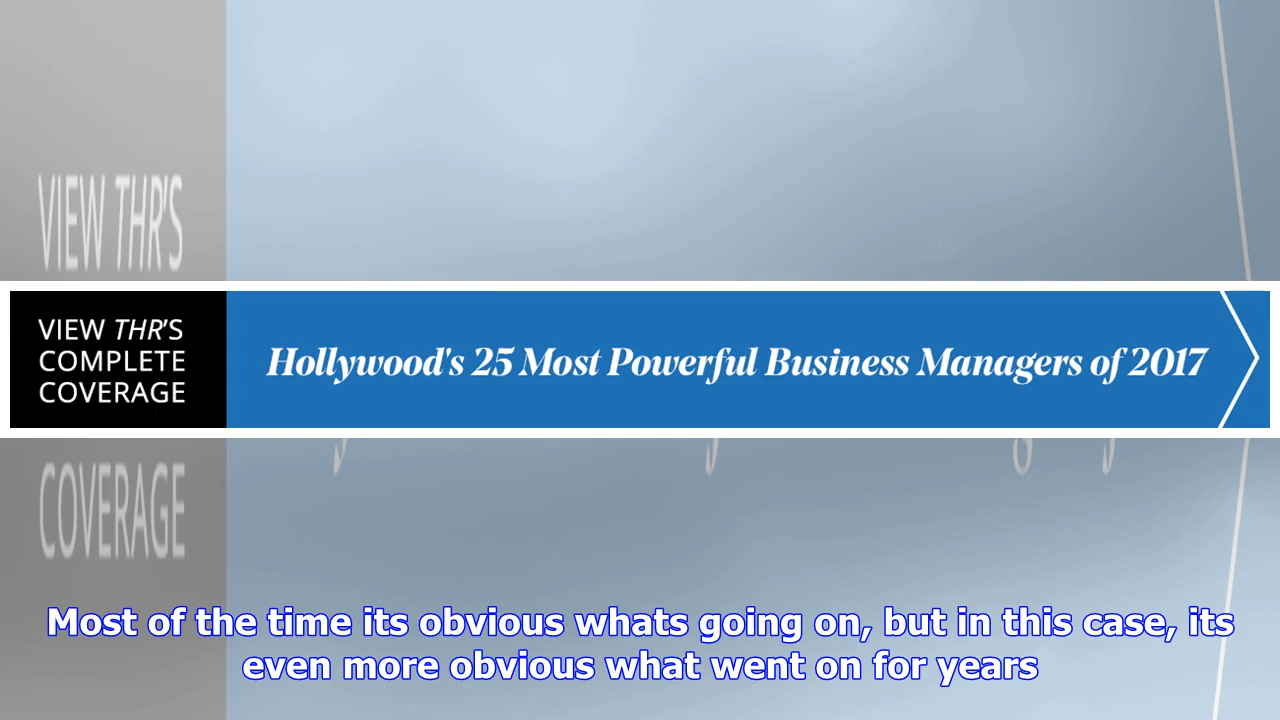 VIEW THR'S
VIEW THR'S
COMPLETE
COVERAGE
Hollywood's 25 Most Powerful Business Managers of 2017
COVERAGE
Most of the time its obvious whats going on, but in this case, its
even more obvious what went on for years